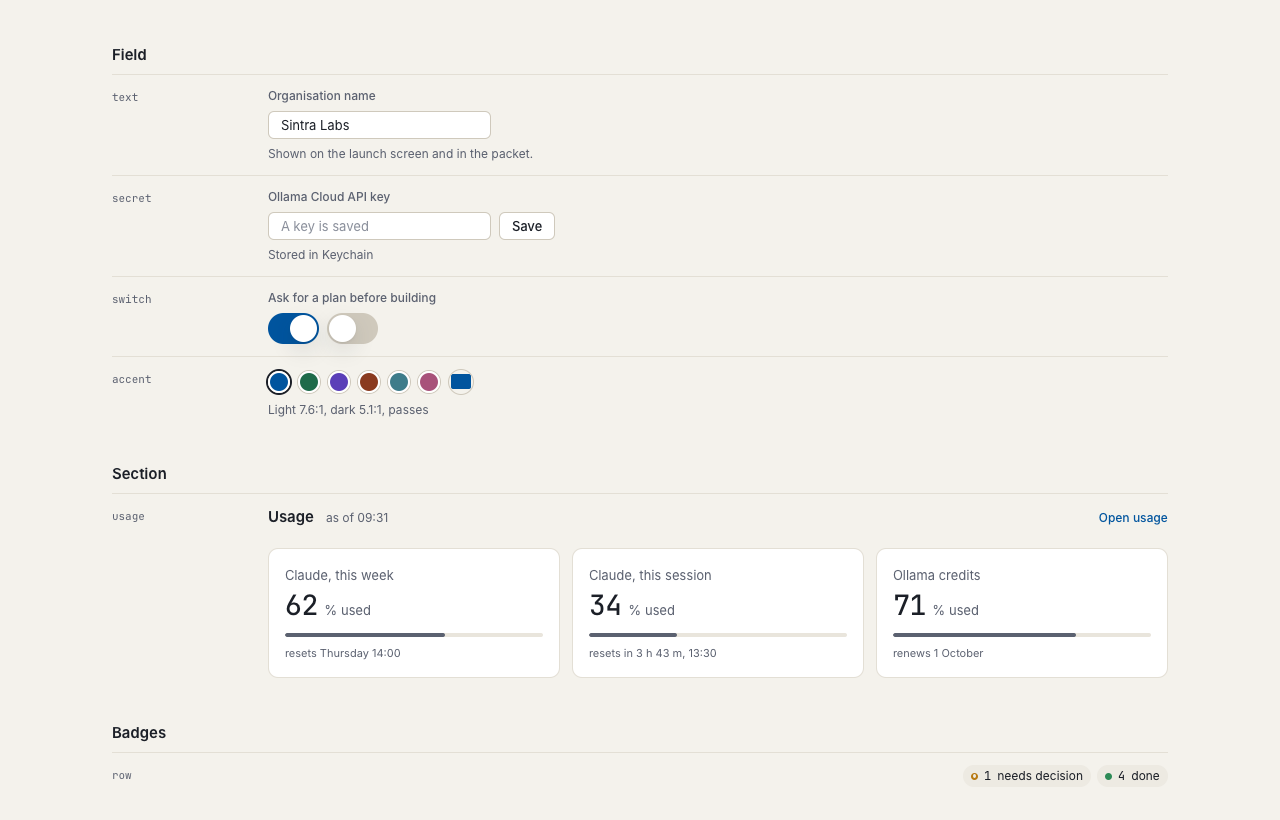 Field
text
Organisation name
Sintra Labs
Shown on the launch screen and in the packet.
secret
Ollama Cloud API key
A key is saved
Save
Stored in Keychain
switch
Ask for a plan before building
accent
Light 7.6:1, dark 5.1:1, passes
Section
usage
Usage as of 09:31
Open usage
Claude, this week
62 % used
resets Thursday 14:00
Claude, this session
34 % used
resets in 3 h 43 m, 13:30
Ollama credits
71 % used
renews 1 October
Badges
row
1 needs decision
4 done